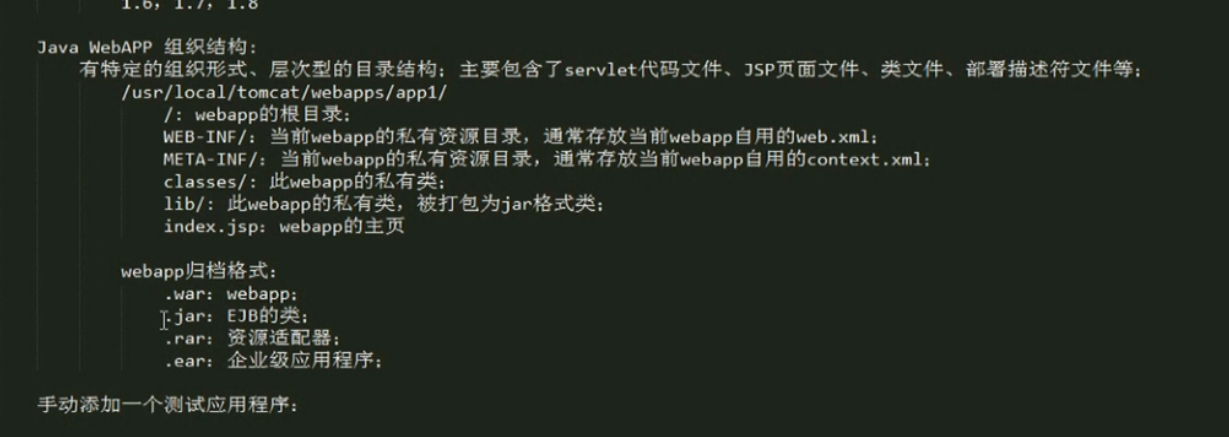 1.6, 1.7, 1.8
Java WebAPP 组织结构:
有特定的组织形式、层次型的目录结构; 主要包含了servlet代码文件、JSP页面文件、类文件、部署描述符文件等;
/usr/local/tomcat/webapps/app1/
/: webapp的根目录;
WEB-INF/: 当前webapp的私有资源目录, 通常存放当前webapp自用的web.xml;
META-INF/: 当前webapp的私有资源目录, 通常存放当前webapp自用的context.xml;
classes/: 此webapp的私有类;
lib/: 此webapp的私有类, 被打包为jar格式类;
index.jsp: webapp的主页
webapp归档格式:
.war: webapp;
.jar: EJB的类;
.rar: 资源适配器;
.ear: 企业级应用程序;
手动添加一个测试应用程序: